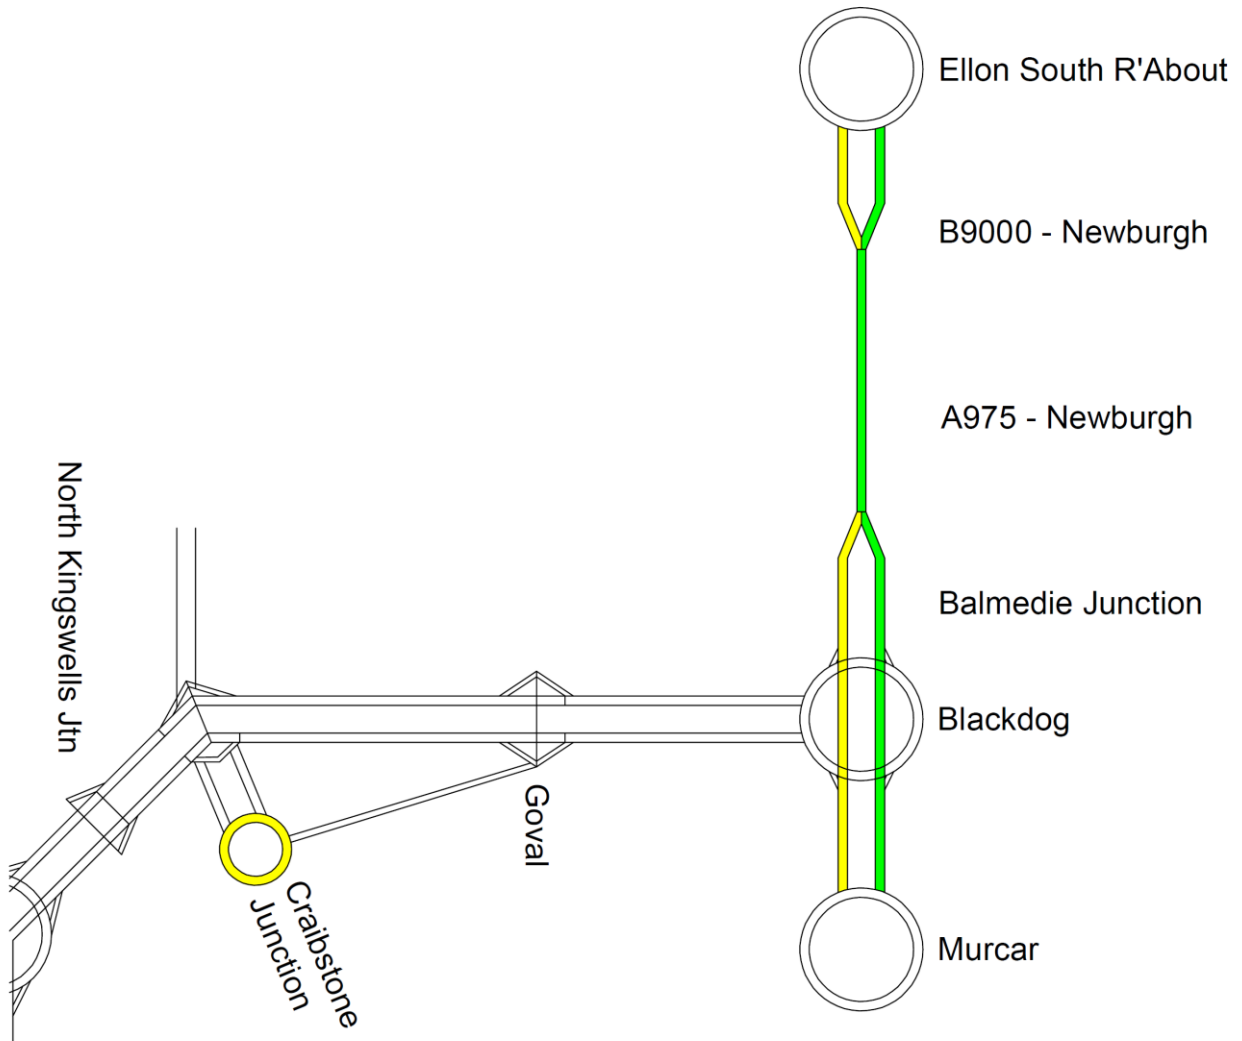 Ellon South R'About
B9000 - Newburgh
A975 - Newburgh
North Kingswells Jtn
Balmedie Junction
Blackdog
Goval
Craibstone
Junction
Murcar